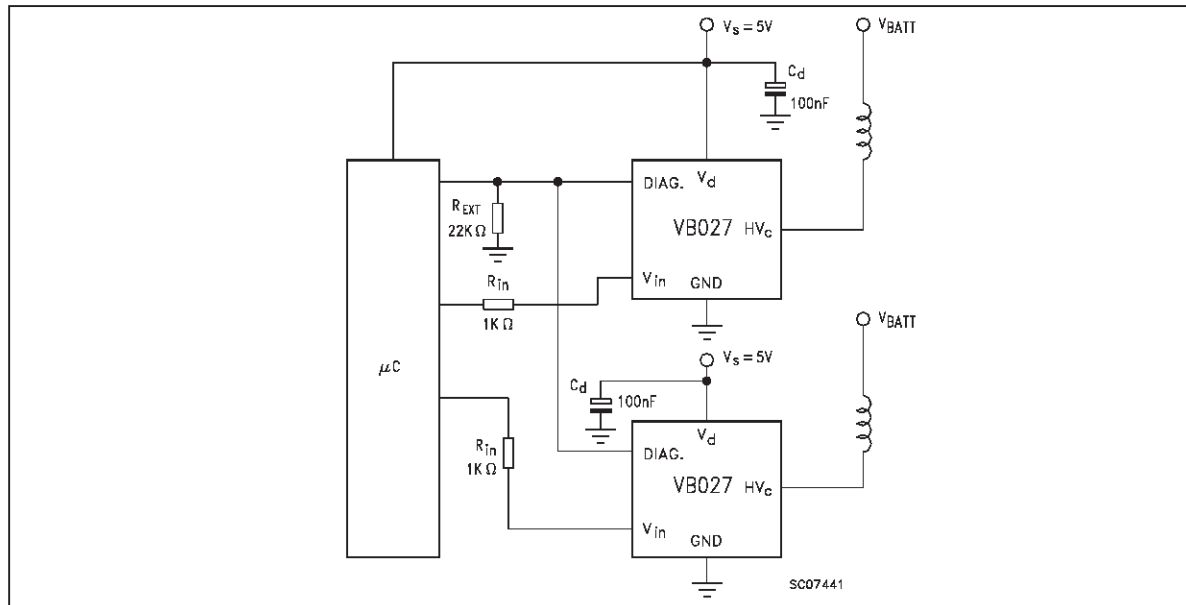 Vs = 5V
VBATT
Cd
100nF
DIAG.
Vd
REXT
22KΩ
VB027
HVc
Rin
Vin
GND
1KΩ
μC
VBATT
Vs = 5V
Cd
100nF
Vd
Rin
1KΩ
DIAG.
VB027
HVc
Vin
GND
SC07441